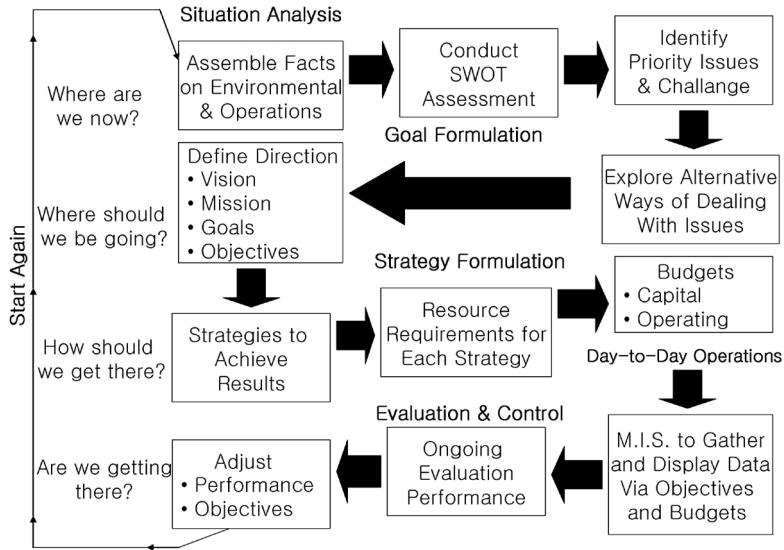 Situation Analysis
Where are
we now?
Assemble Facts
on Environmental
& Operations
Conduct
SWOT
Assessment
Identify
Priority Issues
& Challange
Goal Formulation
Where should
we be going?
Define Direction
• Vision
• Mission
• Goals
• Objectives
Explore Alternative
Ways of Dealing
With Issues
Strategy Formulation
How should
we get there?
Strategies to
Achieve
Results
Resource
Requirements for
Each Strategy
Budgets
• Capital
• Operating
Day-to-Day Operations
Evaluation & Control
Are we getting
there?
Adjust
• Performance
• Objectives
Ongoing
Evaluation
Performance
M.I.S. to Gather
and Display Data
Via Objectives
and Budgets
Start Again